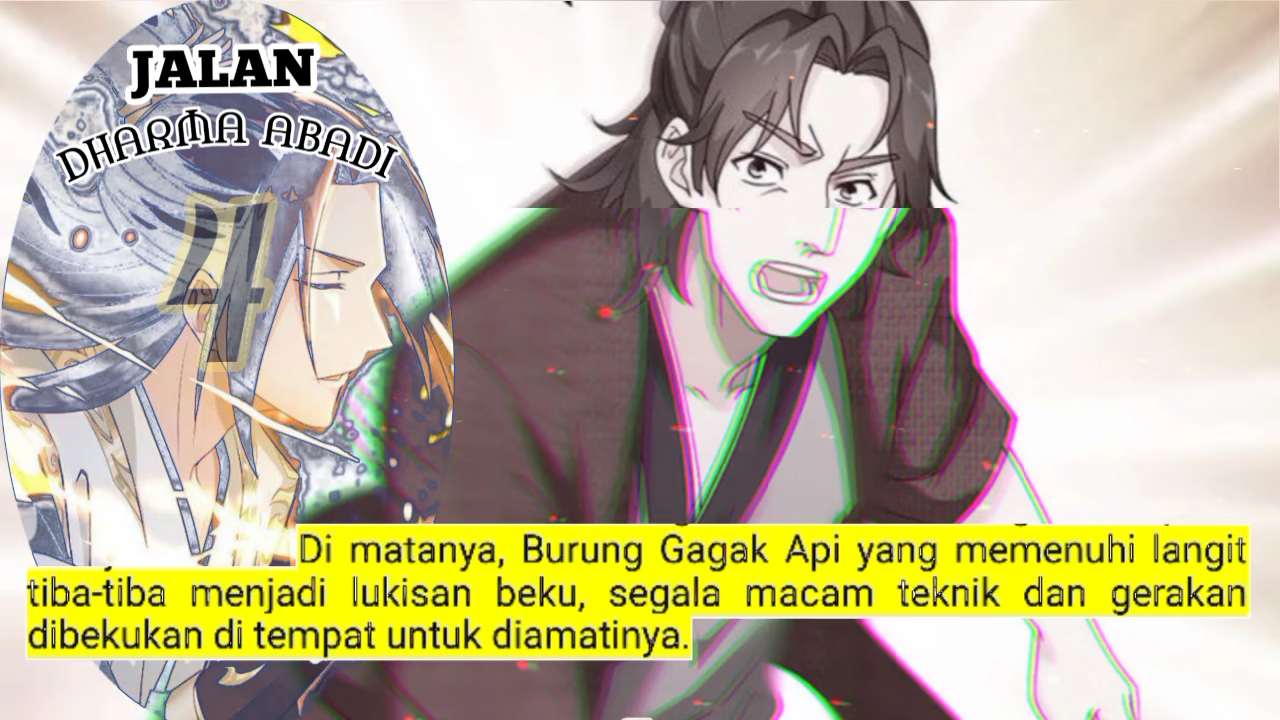 JALAN
DHARMA ABADI
4
Di matanya, Burung Gagak Api yang memenuhi langit
tiba-tiba menjadi lukisan beku, segala macam teknik dan gerakan
dibekukan di tempat untuk diamatinya.